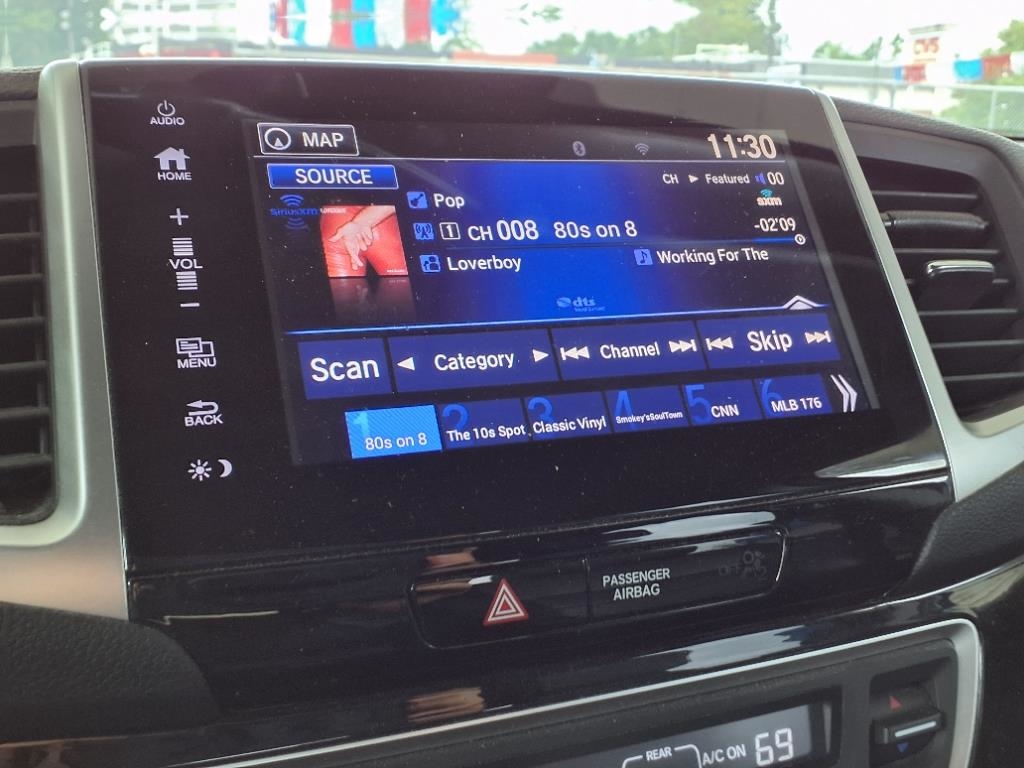 CVS
AUDIO
MAP
11:30
HOME
SOURCE
CH ► Featured 00
SiriusXM
Pop
sxm
1 CH 008 80s on 8
-02'09
VOL
Loverboy
Working For The
dts
MENU
Scan
Category
Channel
Skip
BACK
1 80s on 8
2 The 10s Spot
3 Classic Vinyl
4 Smokey'sSoulTown
5 CNN
6 MLB 176
PASSENGER
AIRBAG
OFF
REAR
A/C ON 69